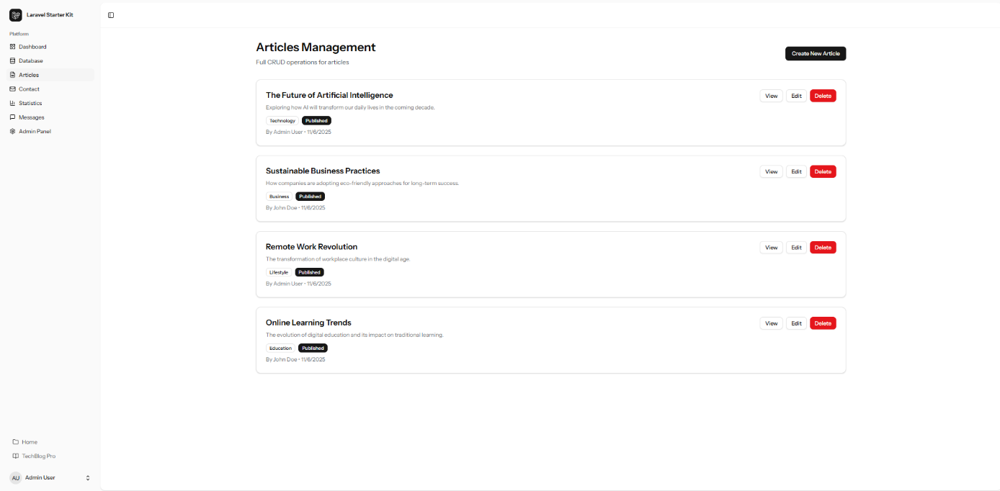 Laravel Starter Kit
Platform
Dashboard
Database
Articles
Contact
Statistics
Messages
Admin Panel
Home
TechBlog Pro
AU Admin User
Articles Management
Full CRUD operations for articles
Create New Article
The Future of Artificial Intelligence
View Edit Delete
Exploring how AI will transform our daily lives in the coming decade.
Technology Published
By Admin User • 11/6/2025
Sustainable Business Practices
View Edit Delete
How companies are adopting eco-friendly approaches for long-term success.
Business Published
By John Doe • 11/6/2025
Remote Work Revolution
View Edit Delete
The transformation of workplace culture in the digital age.
Lifestyle Published
By Admin User • 11/6/2025
Online Learning Trends
View Edit Delete
The evolution of digital education and its impact on traditional learning.
Education Published
By John Doe • 11/6/2025